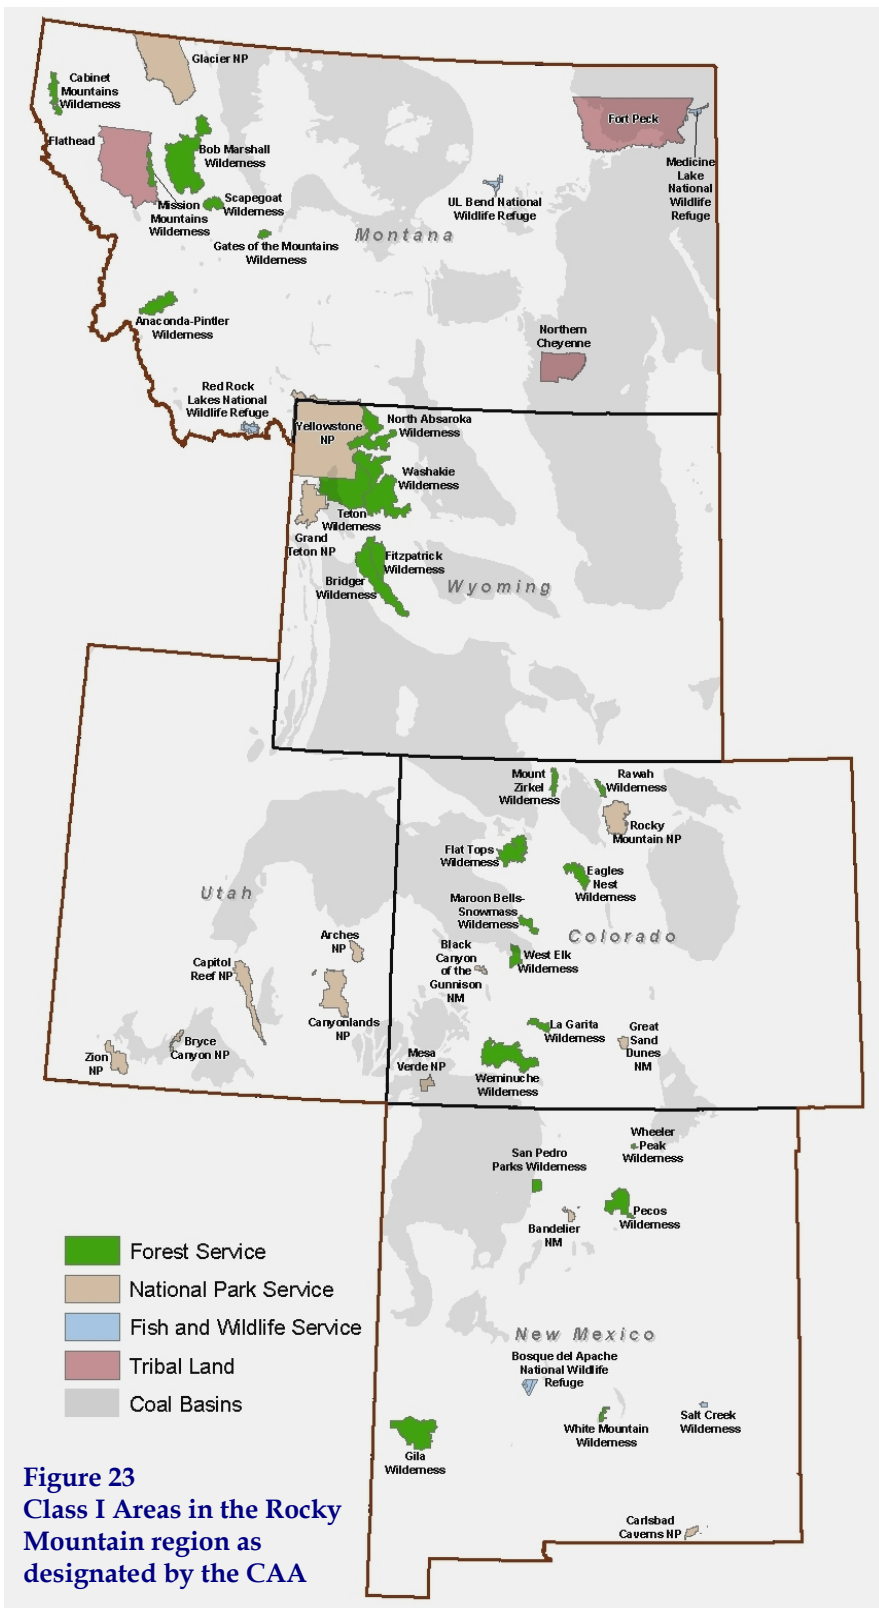 Glacier NP
Cabinet
Mountains
Wilderness
Fort Peck
Flathead
Bob Marshall
Wilderness
Medicine
Lake
National
Wildlife
Refuge
Mission
Mountains
Wilderness
Scapegoat
Wilderness
UL Bend National
Wildlife Refuge
Montana
Gates of the Mountains
Wilderness
Anaconda-Pintler
Wilderness
Northern
Cheyenne
Red Rock
Lakes National
Wildlife Refuge
Yellowstone
NP
North Absaroka
Wilderness
Washakie
Wilderness
Teton
Wilderness
Grand
Teton NP
Fitzpatrick
Wilderness
Bridger
Wilderness
Wyoming
Mount
Zirkel
Wilderness
Rawah
Wilderness
Rocky
Mountain NP
Flat Tops
Wilderness
Eagles
Nest
Wilderness
Utah
Maroon Bells-
Snowmass
Wilderness
Colorado
Arches
NP
Black
Canyon
of the
Gunnison
NM
West Elk
Wilderness
Capitol
Reef NP
Canyonlands
NP
La Garita
Wilderness
Great
Sand
Dunes
NM
Bryce
Canyon NP
Zion
NP
Mesa
Verde NP
Weminuche
Wilderness
Wheeler
Peak
Wilderness
San Pedro
Parks Wilderness
Pecos
Wilderness
Bandelier
NM
Forest Service
National Park Service
Fish and Wildlife Service
Tribal Land
Coal Basins
New Mexico
Bosque del Apache
National Wildlife
Refuge
White Mountain
Wilderness
Salt Creek
Wilderness
Gila
Wilderness
Carlsbad
Caverns NP
Figure 23
Class I Areas in the Rocky
Mountain region as
designated by the CAA